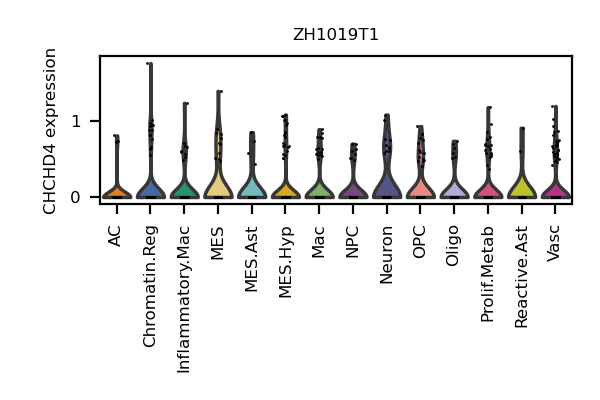 ZH1019T1
CHCHD4 expression
1
0
AC
Chromatin.Reg
Inflammatory.Mac
MES
MES.Ast
MES.Hyp
Mac
NPC
Neuron
OPC
Oligo
Prolif.Metab
Reactive.Ast
Vasc